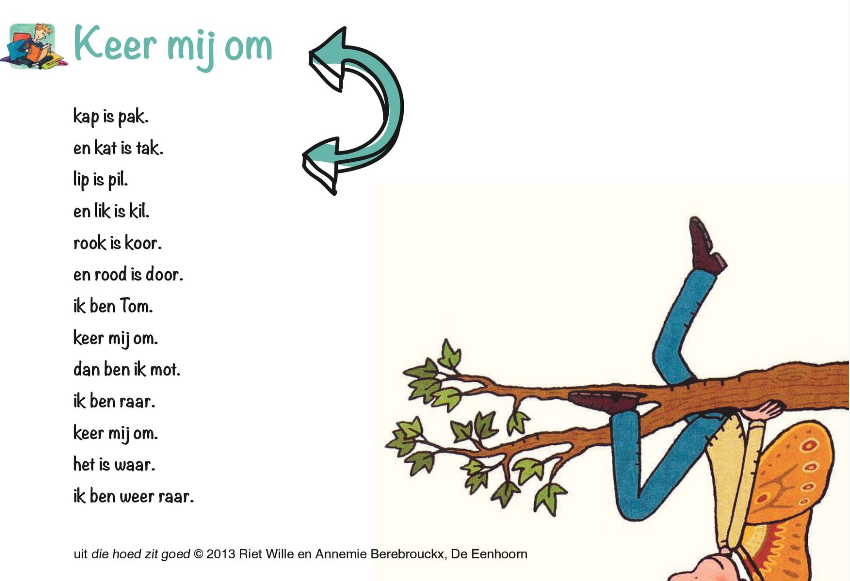 Keer mij om
kap is pak.
en kat is tak.
lip is pil.
en lik is kil.
rook is koor.
en rood is door.
ik ben Tom.
keer mij om.
dan ben ik mot.
ik ben raar.
keer mij om.
het is waar.
ik ben weer raar.
uit die hoed zit goed © 2013 Riet Wille en Annemie Berebrouckx, De Eenhoorn